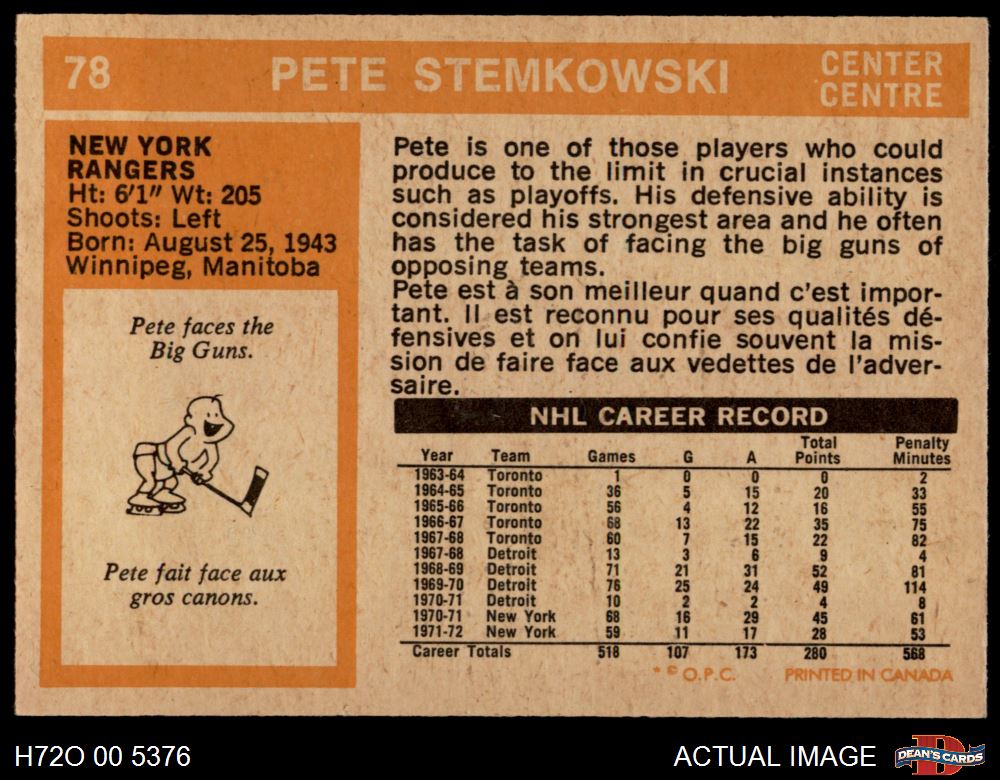 78 PETE STEMKOWSKI CENTER
CENTRE
NEW YORK
RANGERS
Ht: 6'1" Wt: 205
Shoots: Left
Born: August 25, 1943
Winnipeg, Manitoba
Pete faces the
Big Guns.
Pete fait face aux
gros canons.
Pete is one of those players who could
produce to the limit in crucial instances
such as playoffs. His defensive ability is
considered his strongest area and he often
has the task of facing the big guns of
opposing teams.
Pete est à son meilleur quand c'est impor-
tant. Il est reconnu pour ses qualités dé-
fensives et on lui confie souvent la mis-
sion de faire face aux vedettes de l'adver-
saire.
NHL CAREER RECORD
Year Team Games G A Total Points Penalty Minutes
1963-64 Toronto 1 0 0 0 2
1964-65 Toronto 36 5 15 20 33
1965-66 Toronto 56 4 12 16 55
1966-67 Toronto 68 13 22 35 75
1967-68 Toronto 60 7 15 22 82
1967-68 Detroit 13 3 6 9 4
1968-69 Detroit 71 21 31 52 81
1969-70 Detroit 76 25 24 49 114
1970-71 Detroit 10 2 2 4 8
1970-71 New York 68 16 29 45 61
1971-72 New York 59 11 17 28 53
Career Totals 518 107 173 280 568
* © O.P.C. PRINTED IN CANADA
H72O 00 5376 ACTUAL IMAGE DEAN'S CARDS